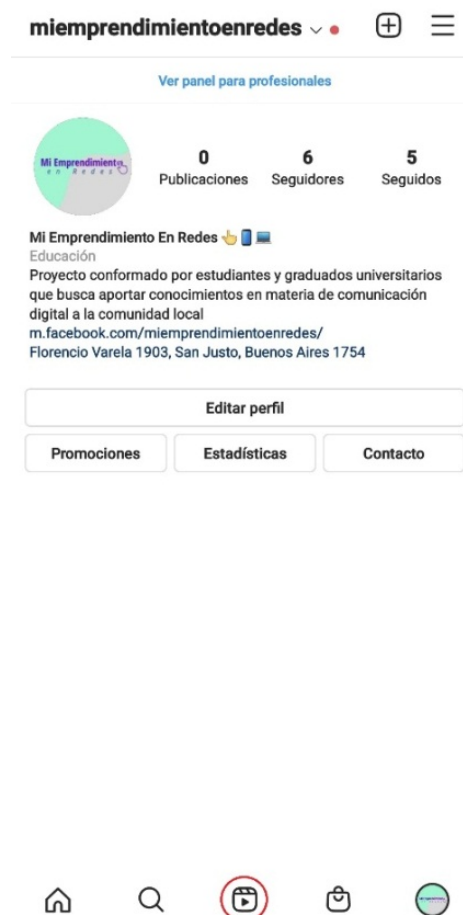 miemprendimientoenredes
Ver panel para profesionales
Mi Emprendimiento
en Redes
0 6 5
Publicaciones Seguidores Seguidos
Mi Emprendimiento En Redes 👆📱💻
Educación
Proyecto conformado por estudiantes y graduados universitarios
que busca aportar conocimientos en materia de comunicación
digital a la comunidad local
m.facebook.com/miemprendimientoenredes/
Florencio Varela 1903, San Justo, Buenos Aires 1754
Editar perfil
Promociones Estadísticas Contacto